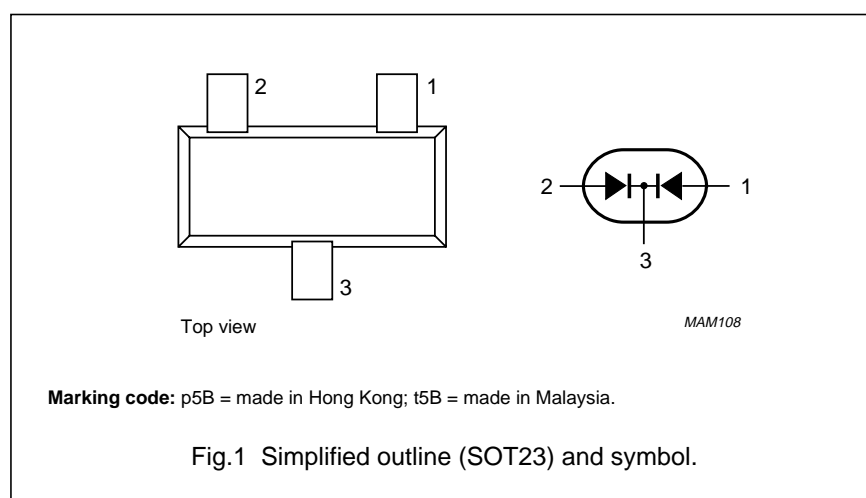 2
1
3
Top view
2
1
3
MAM108
Marking code: p5B = made in Hong Kong; t5B = made in Malaysia.
Fig.1 Simplified outline (SOT23) and symbol.